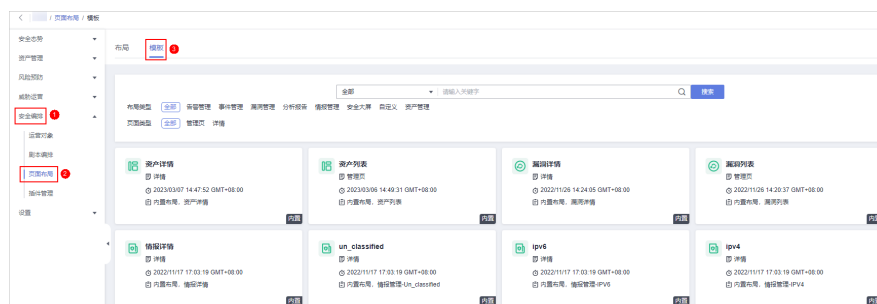 / 页面布局 / 模板
安全态势
资产管理
风险预防
威胁运营
安全编排 1
运营对象
剧本编排
页面布局 2
插件管理
设置
布局 模板 3
全部 请输入关键字 搜索
布局类型 全部 告警管理 事件管理 漏洞管理 分析报告 情报管理 安全大屏 自定义 资产管理
页面类型 全部 管理页 详情
资产详情
详情
2023/03/07 14:47:52 GMT+08:00
内置布局，资产详情
内置
资产列表
管理页
2023/03/06 14:49:31 GMT+08:00
内置布局，资产列表
内置
漏洞详情
详情
2022/11/26 14:24:05 GMT+08:00
内置布局，漏洞详情
内置
漏洞列表
管理页
2022/11/26 14:20:37 GMT+08:00
内置布局，漏洞列表
内置
情报详情
详情
2022/11/17 17:03:19 GMT+08:00
内置布局，情报详情
内置
un_classified
详情
2022/11/17 17:03:19 GMT+08:00
内置布局，情报管理-Un_classified
内置
ipv6
详情
2022/11/17 17:03:19 GMT+08:00
内置布局，情报管理-IPV6
内置
ipv4
详情
2022/11/17 17:03:19 GMT+08:00
内置布局，情报管理-IPV4
内置